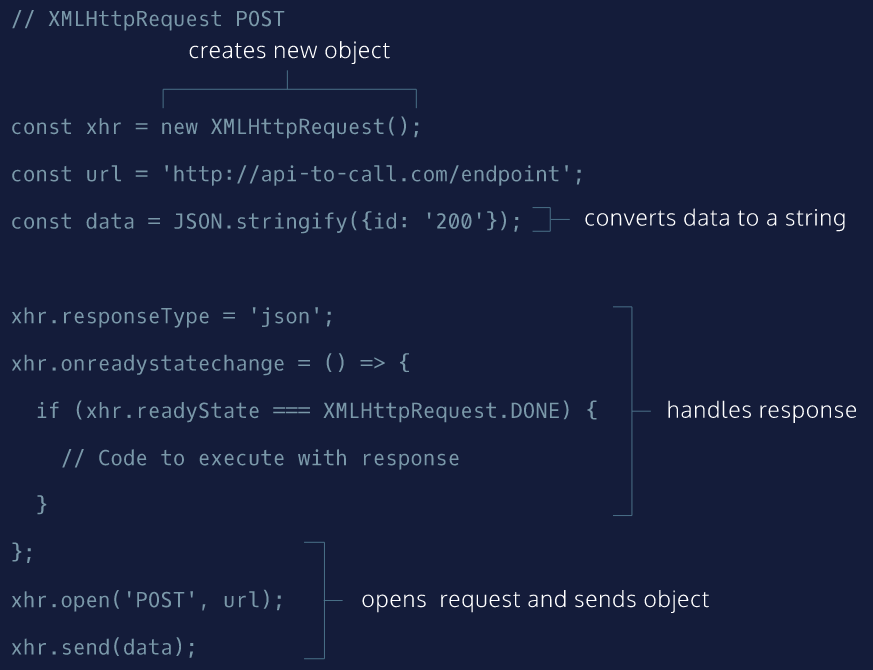 // XMLHttpRequest POST
creates new object
const xhr = new XMLHttpRequest();
const url = 'http://api-to-call.com/endpoint';
const data = JSON.stringify({id: '200'});
converts data to a string
xhr.responseType = 'json';
xhr.onreadystatechange = () => {
if (xhr.readyState === XMLHttpRequest.DONE) {
handles response
// Code to execute with response
}
};
xhr.open('POST', url);
opens request and sends object
xhr.send(data);